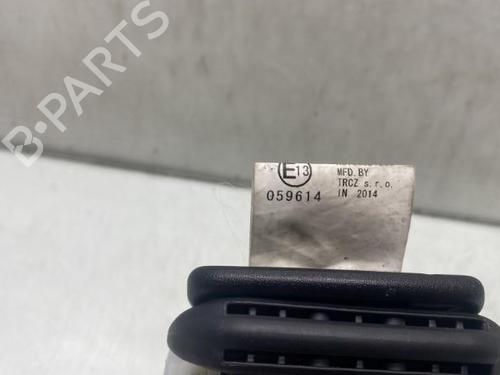 B-PARTS
E13
059614
MFD. BY
TRCZ s.r.o.
IN 2014